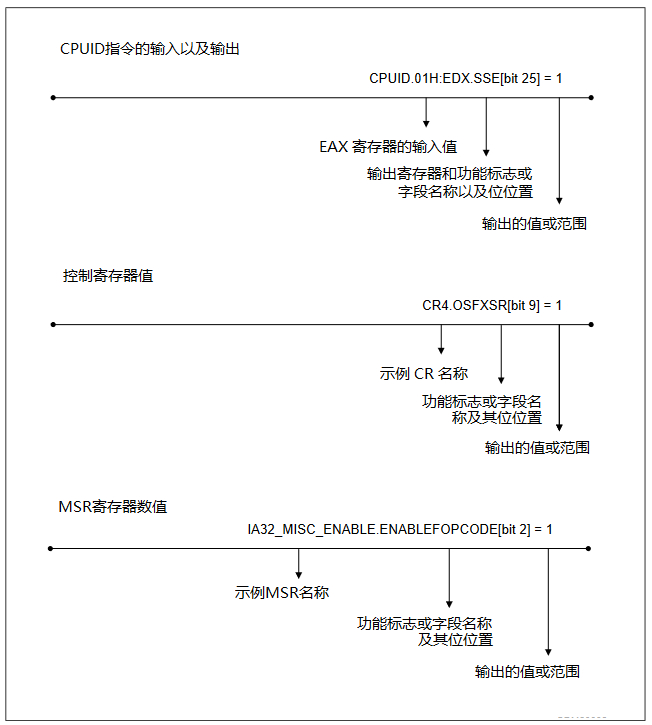 CPUID指令的输入以及输出
CPUID.01H:EDX.SSE[bit 25] = 1
EAX 寄存器的输入值
输出寄存器和功能标志或
字段名称以及位位置
输出的值或范围
控制寄存器值
CR4.OSFXSR[bit 9] = 1
示例 CR 名称
功能标志或字段名
称及其位位置
输出的值或范围
MSR寄存器数值
IA32_MISC_ENABLE.ENABLEFOPCODE[bit 2] = 1
示例MSR名称
功能标志或字段名称
及其位位置
输出的值或范围